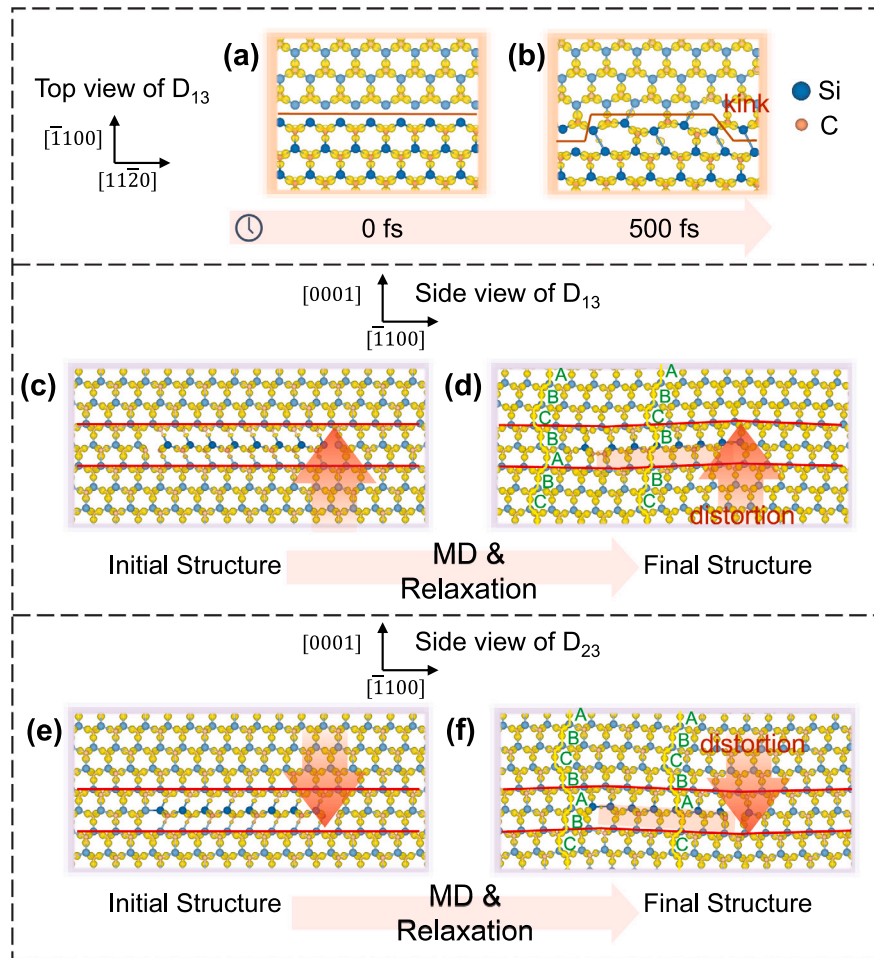 (a)
(b)
Top view of D₁₃
[1̅100]
[112̅0]
kink
Si
C
0 fs
500 fs
[0001]
Side view of D₁₃
[1̅100]
(c)
(d)
A
B
C
B
A
B
C
A
B
C
B
B
C
distortion
Initial Structure
MD &
Relaxation
Final Structure
[0001]
Side view of D₂₃
[1̅100]
(e)
(f)
A
B
C
B
A
B
C
A
B
C
B
A
B
C
distortion
Initial Structure
MD &
Relaxation
Final Structure